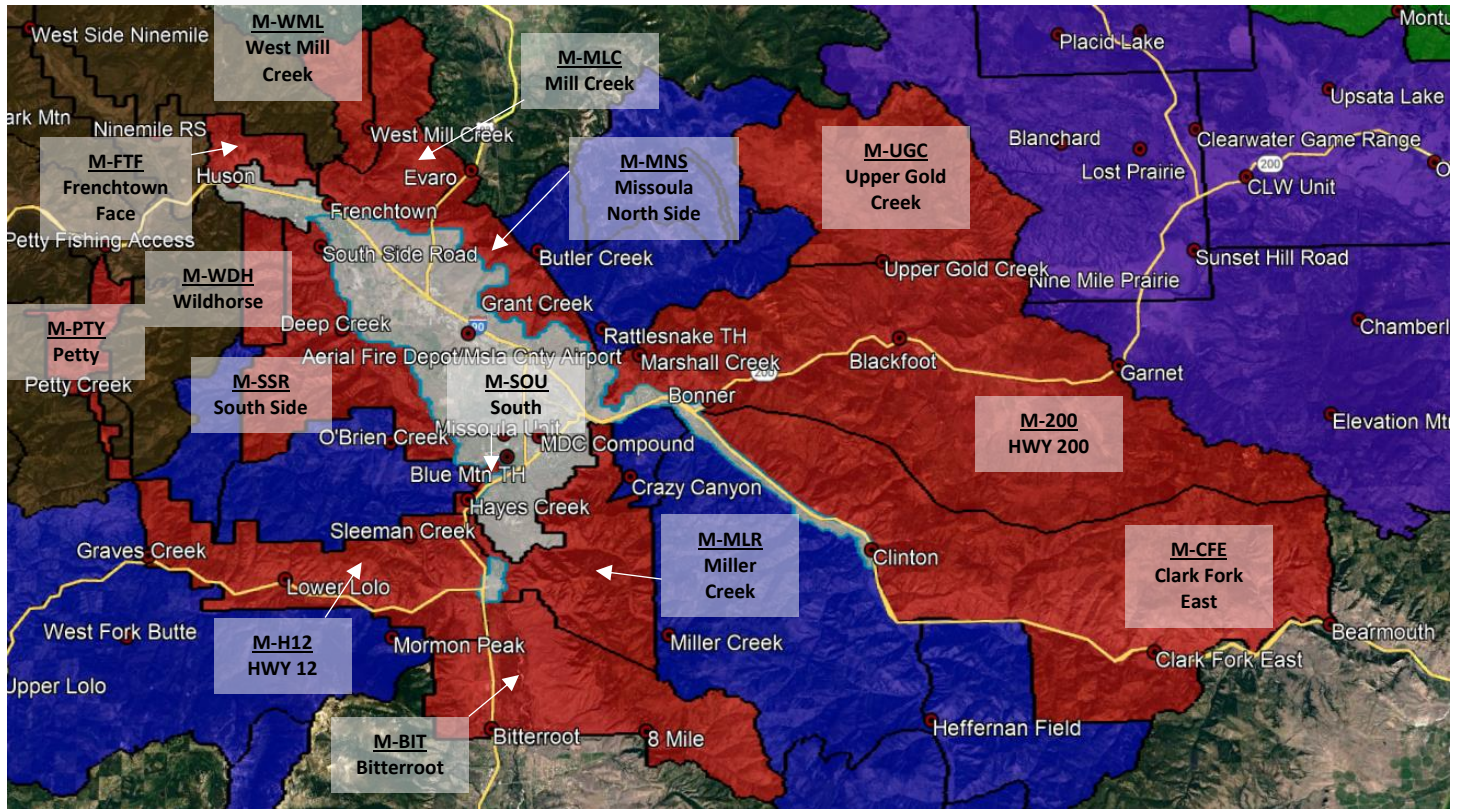 M-WML
West Mill
Creek
M-MLC
Mill Creek
West Side Ninemile
ark Mtn
Ninemile RS
West Mill Creek
M-FTF
Frenchtown
Face
Huson
Evaro
M-MNS
Missoula
North Side
M-UGC
Upper Gold
Creek
Placid Lake
Montu
Upsata Lake
Blanchard
Clearwater Game Range
200
Lost Prairie
CLW Unit
Frenchtown
Petty Fishing Access
South Side Road
Butler Creek
Upper Gold Creek
Sunset Hill Road
Nine Mile Prairie
M-WDH
Wildhorse
Grant Creek
M-PTY
Petty
Deep Creek
90
Aerial Fire Depot/Msla Cnty Airport
Rattlesnake TH
Marshall Creek
Blackfoot
Chamberl
Petty Creek
M-SSR
South Side
M-SOU
South
Bonner
200
Garnet
O'Brien Creek
Missoula Unit
MDC Compound
M-200
HWY 200
Elevation Mtn
Blue Mtn TH
Crazy Canyon
Hayes Creek
Sleeman Creek
Graves Creek
Lower Lolo
M-MLR
Miller
Creek
Clinton
M-CFE
Clark Fork
East
West Fork Butte
M-H12
HWY 12
Mormon Peak
Miller Creek
Bearmouth
Clark Fork East
Upper Lolo
M-BIT
Bitterroot
Bitterroot
8 Mile
Heffernan Field